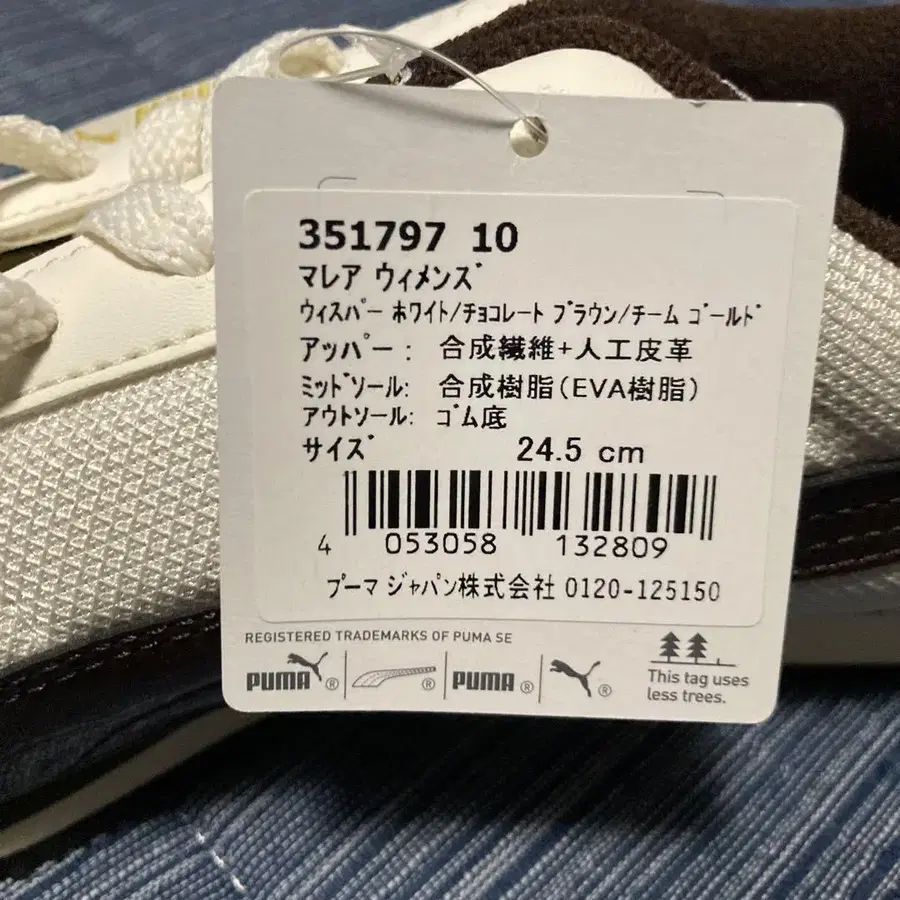 351797 10
マレア ウィメンズ
ウィスパー ホワイト/チョコレート ブラウン/チーム ゴールド
アッパー: 合成繊維+人工皮革
ミッドソール: 合成樹脂(EVA樹脂)
アウトソール: ゴム底
サイズ 24.5 cm
4 053058 132809
プーマ ジャパン株式会社 0120-125150
REGISTERED TRADEMARKS OF PUMA SE
PUMA® ® PUMA® ®
This tag uses
less trees.